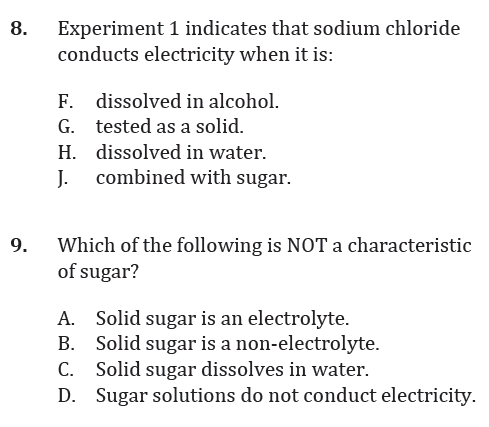 8. Experiment 1 indicates that sodium chloride
conducts electricity when it is:
F. dissolved in alcohol.
G. tested as a solid.
H. dissolved in water.
J. combined with sugar.
9. Which of the following is NOT a characteristic
of sugar?
A. Solid sugar is an electrolyte.
B. Solid sugar is a non-electrolyte.
C. Solid sugar dissolves in water.
D. Sugar solutions do not conduct electricity.